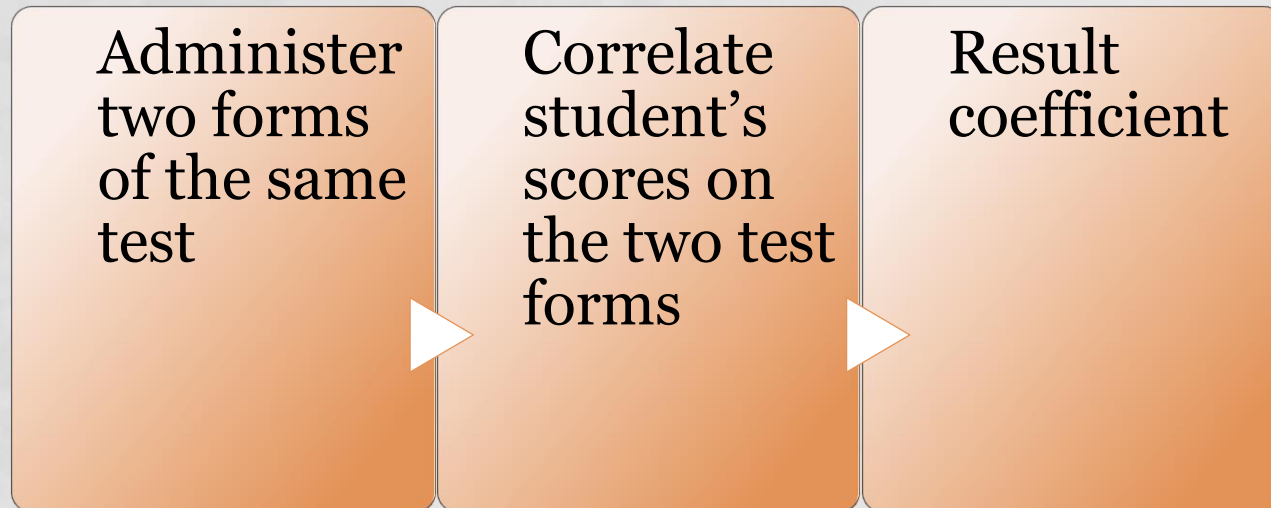 Administer
two forms
of the same
test
Correlate
student’s
scores on
the two test
forms
Result
coefficient